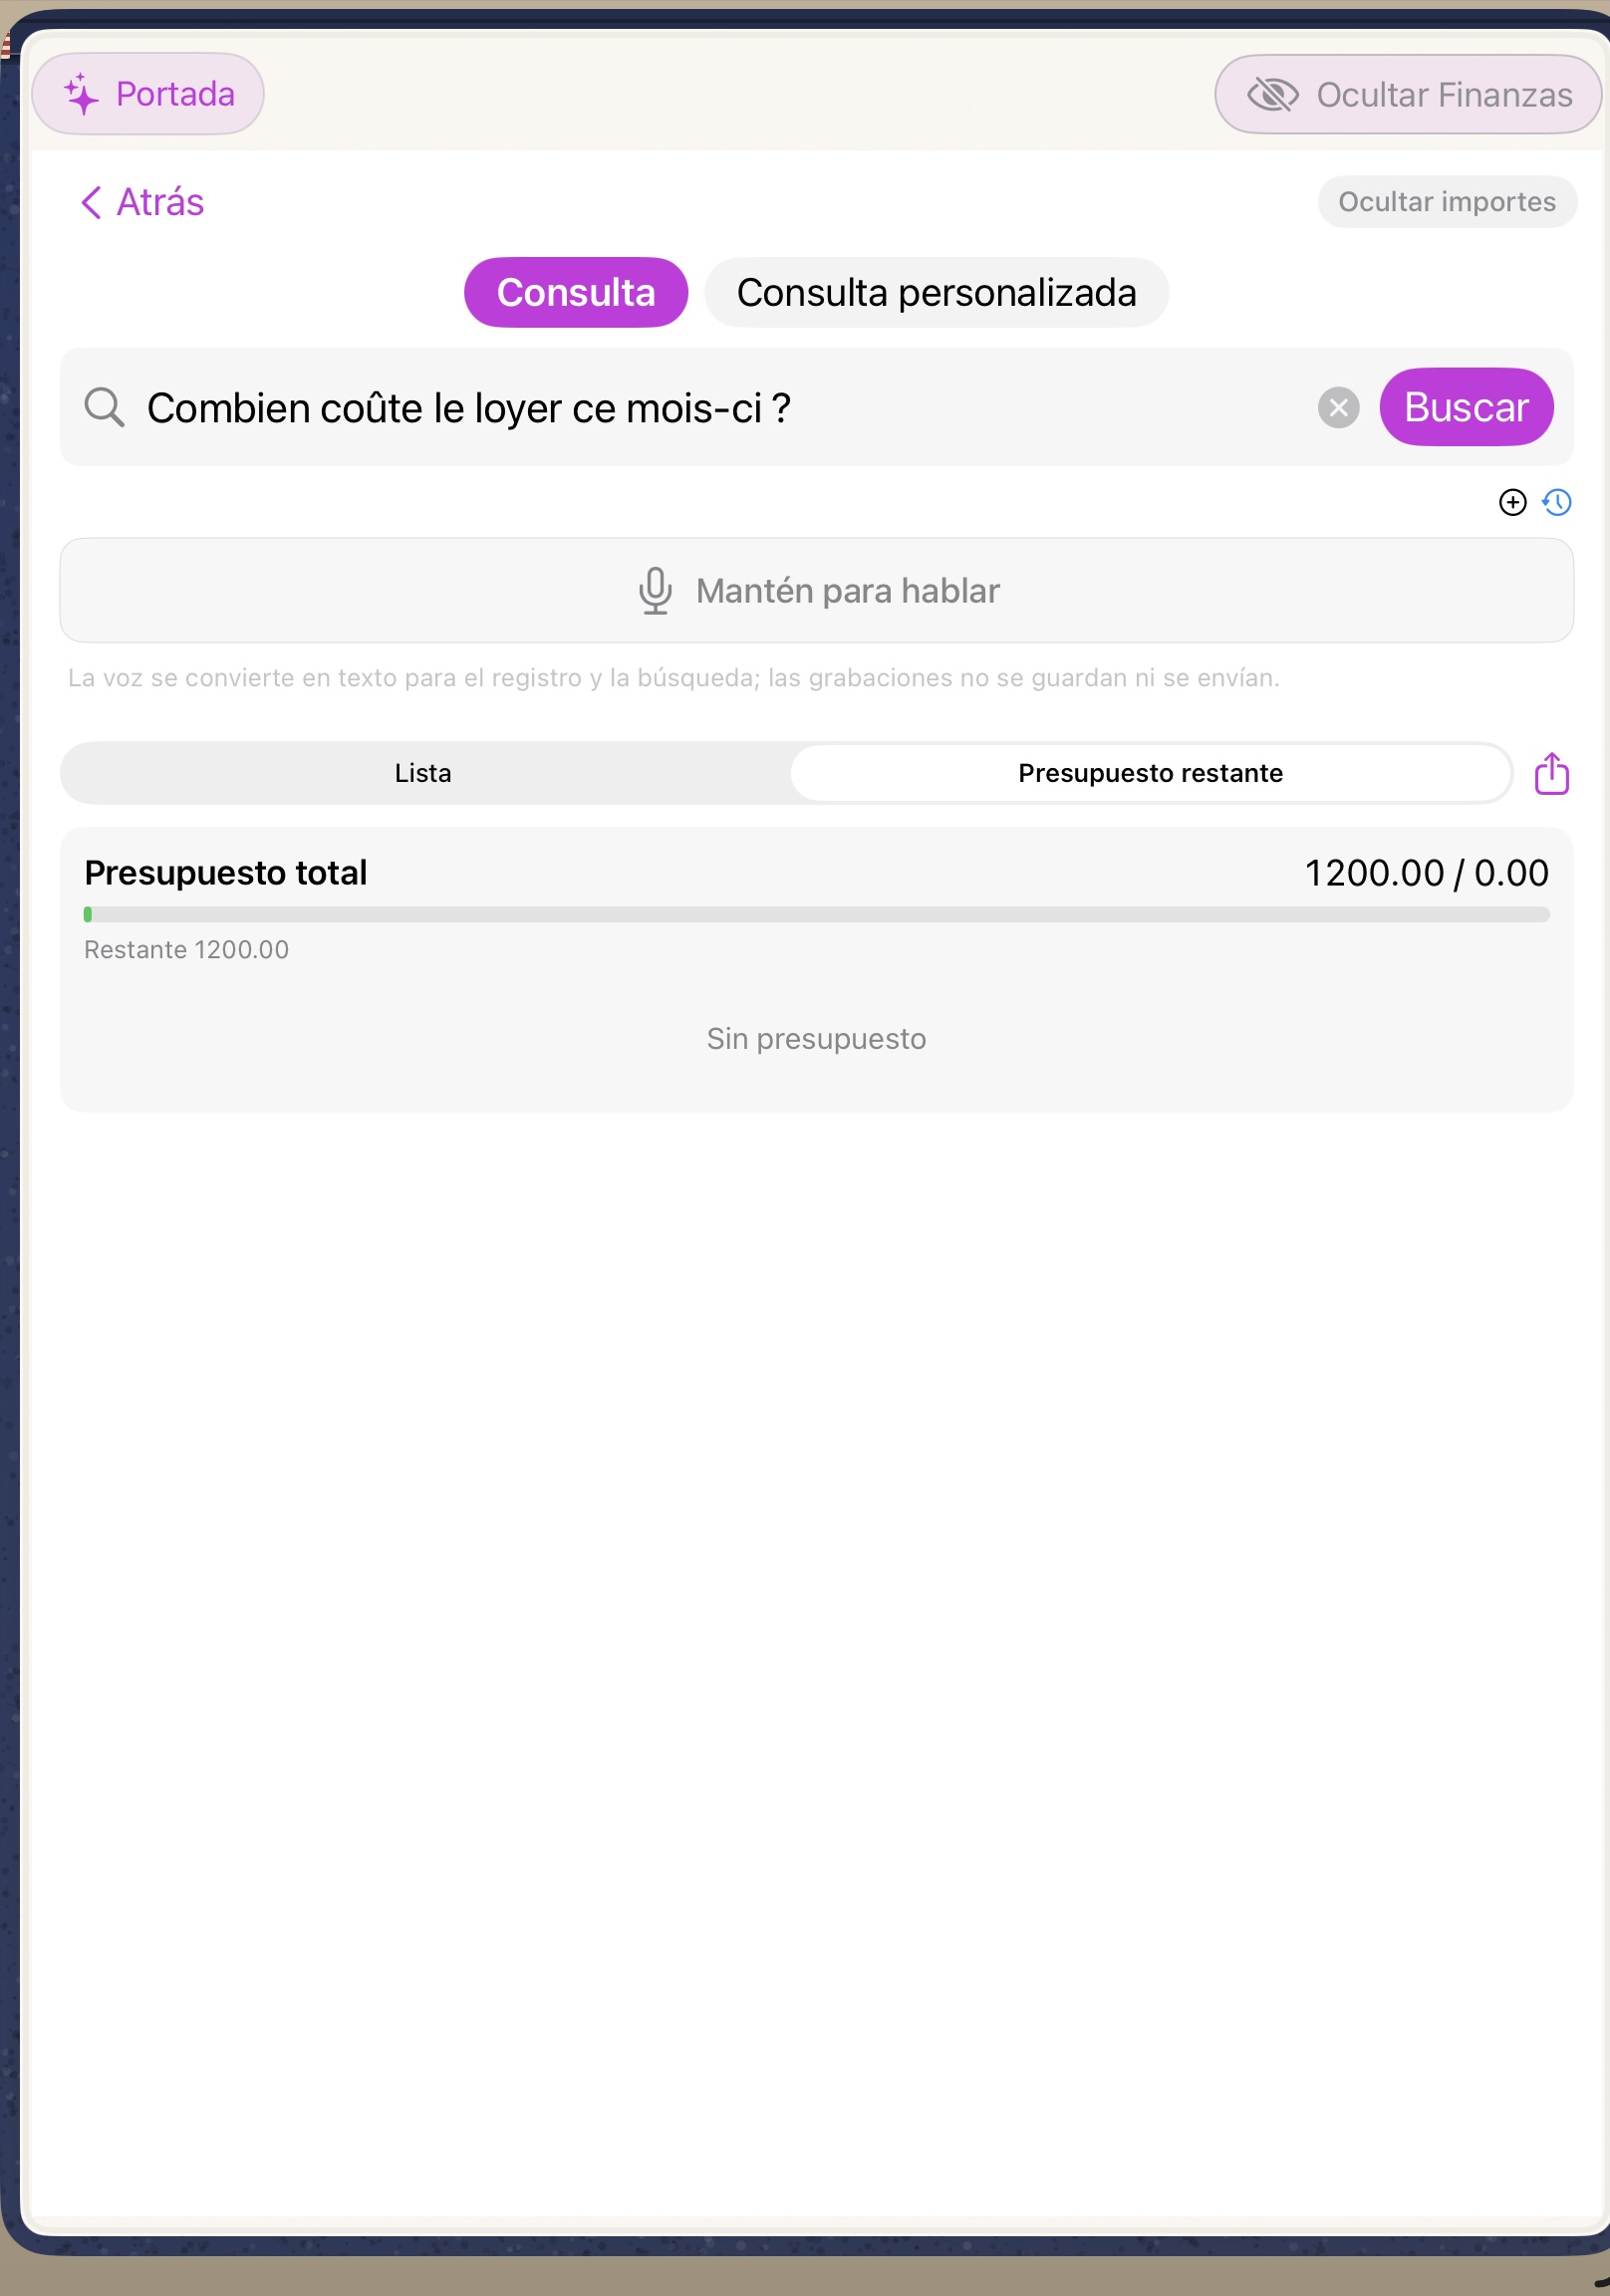 Portada
Ocultar Finanzas
Atrás
Ocultar importes
Consulta
Consulta personalizada
Combien coûte le loyer ce mois-ci ?
Buscar
Mantén para hablar
La voz se convierte en texto para el registro y la búsqueda; las grabaciones no se guardan ni se envían.
Lista
Presupuesto restante
Presupuesto total
1200.00 / 0.00
Restante 1200.00
Sin presupuesto